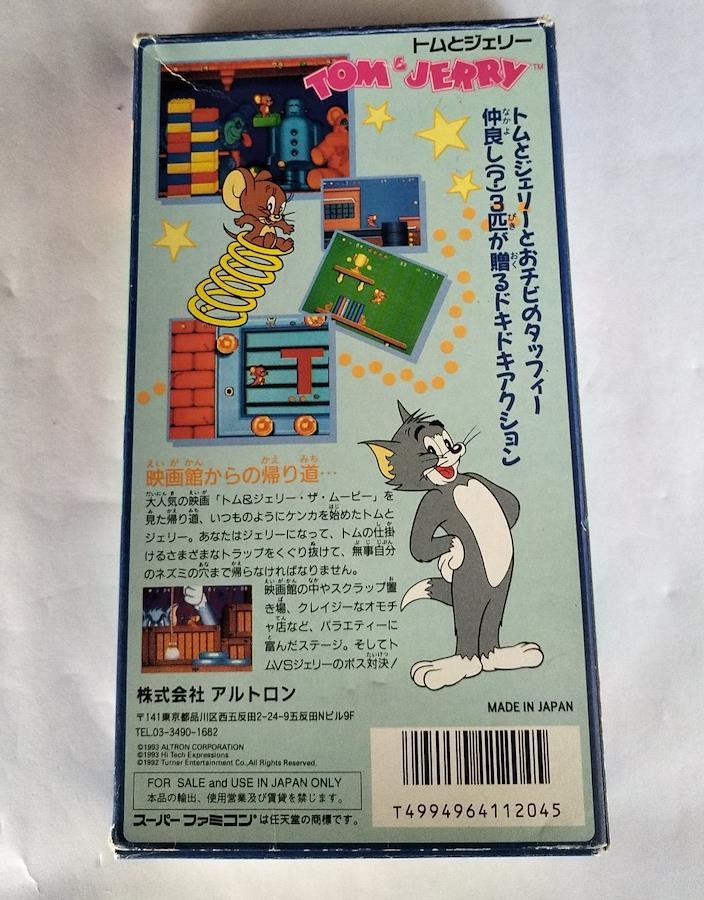 トムとジェリー
TOM & JERRY™
トムとジェリーとおチビのタッフィー
仲良し(?)3匹が贈るドキドキアクション
映画館からの帰り道…
大人気の映画「トム&ジェリー・ザ・ムービー」を
見た帰り道、いつものようにケンカを始めたトムと
ジェリー。あなたはジェリーになって、トムの仕掛
けるさまざまなトラップをくぐり抜けて、無事自分
のネズミの穴まで帰らなければなりません。
映画館の中やスクラップ置
き場、クレイジーなオモチ
ャ店など、バラエティーに
富んだステージ。そしてト
ムVSジェリーのボス対決!
株式会社 アルトロン
〒141東京都品川区西五反田2-24-9五反田Nビル9F
TEL.03-3490-1682
©1993 ALTRON CORPORATION
©1993 Hi Tech Expressions
©1992 Turner Entertainment Co.,All Rights Reserved.
FOR SALE and USE IN JAPAN ONLY
本品の輸出、使用営業及び賃貸を禁じます。
スーパーファミコンは任天堂の商標です。
MADE IN JAPAN
T4994964112045